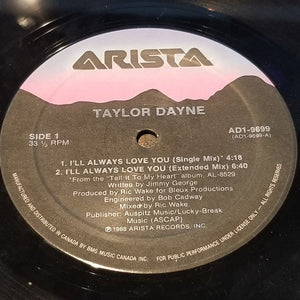 ARISTA
TAYLOR DAYNE
SIDE 1
33 ⅓ RPM
AD1-9699
(AD1-9699-A)
1. I'LL ALWAYS LOVE YOU (Single Mix)* 4:18
2. I'LL ALWAYS LOVE YOU (Extended Mix) 6:40
*From the "Tell It To My Heart" album, AL-8529
Written by Jimmy George
Produced by Ric Wake for Bleux Productions
Engineered by Bob Cadway
Mixed by Ric Wake
Publisher: Auspitz Music/Lucky-Break
Music (ASCAP)
℗ 1988 ARISTA RECORDS, INC.
MANUFACTURED AND DISTRIBUTED IN CANADA BY BMG MUSIC CANADA INC. FOR PUBLIC PERFORMANCE UNDER